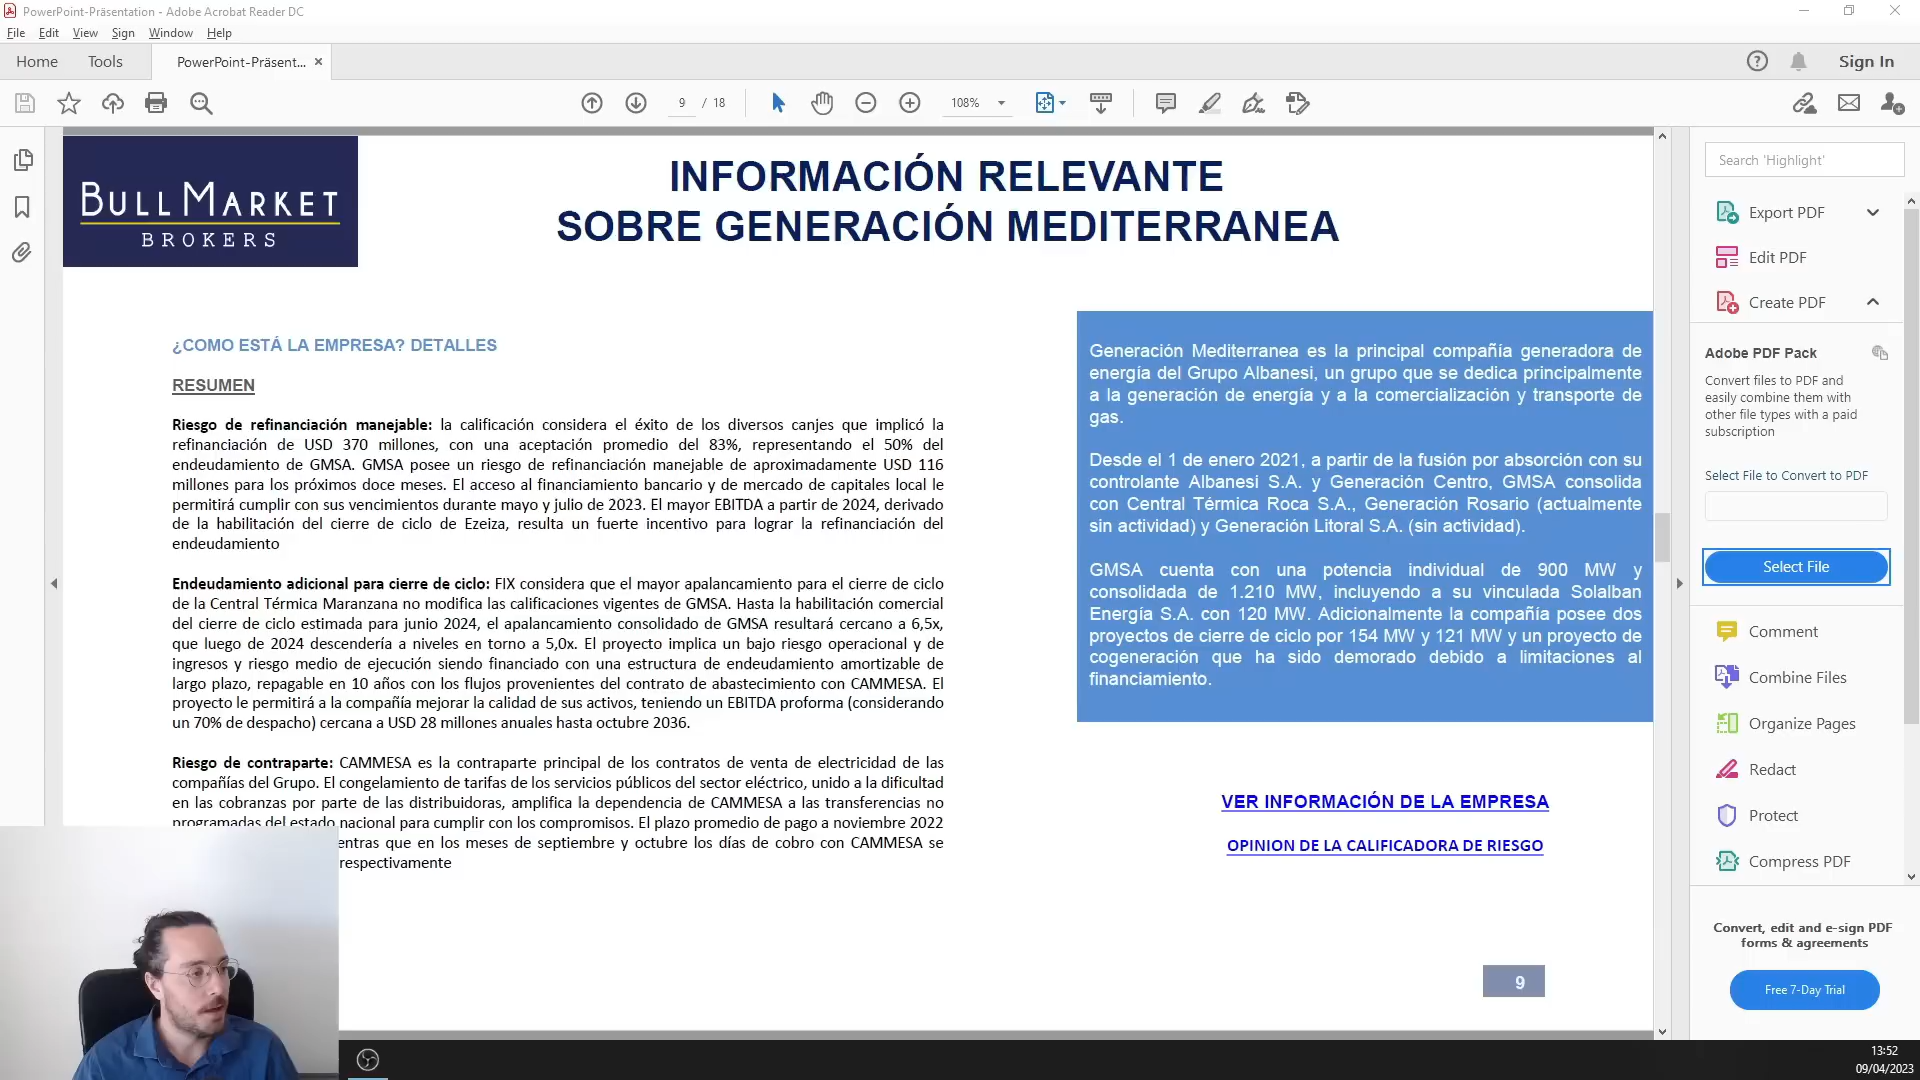 PowerPoint-Präsentation - Adobe Acrobat Reader DC
File Edit View Sign Window Help
Home Tools PowerPoint-Präsent... × Sign In
9 / 18 108%
BULL MARKET
BROKERS
INFORMACIÓN RELEVANTE
SOBRE GENERACIÓN MEDITERRANEA
¿COMO ESTÁ LA EMPRESA? DETALLES
RESUMEN
Riesgo de refinanciación manejable: la calificación considera el éxito de los diversos canjes que implicó la
refinanciación de USD 370 millones, con una aceptación promedio del 83%, representando el 50% del
endeudamiento de GMSA. GMSA posee un riesgo de refinanciación manejable de aproximadamente USD 116
millones para los próximos doce meses. El acceso al financiamiento bancario y de mercado de capitales local le
permitirá cumplir con sus vencimientos durante mayo y julio de 2023. El mayor EBITDA a partir de 2024, derivado
de la habilitación del cierre de ciclo de Ezeiza, resulta un fuerte incentivo para lograr la refinanciación del
endeudamiento
Endeudamiento adicional para cierre de ciclo: FIX considera que el mayor apalancamiento para el cierre de ciclo
de la Central Térmica Maranzana no modifica las calificaciones vigentes de GMSA. Hasta la habilitación comercial
del cierre de ciclo estimada para junio 2024, el apalancamiento consolidado de GMSA resultará cercano a 6,5x,
que luego de 2024 descendería a niveles en torno a 5,0x. El proyecto implica un bajo riesgo operacional y de
ingresos y riesgo medio de ejecución siendo financiado con una estructura de endeudamiento amortizable de
largo plazo, repagable en 10 años con los flujos provenientes del contrato de abastecimiento con CAMMESA. El
proyecto le permitirá a la compañía mejorar la calidad de sus activos, teniendo un EBITDA proforma (considerando
un 70% de despacho) cercana a USD 28 millones anuales hasta octubre 2036.
Riesgo de contraparte: CAMMESA es la contraparte principal de los contratos de venta de electricidad de las
compañías del Grupo. El congelamiento de tarifas de los servicios públicos del sector eléctrico, unido a la dificultad
en las cobranzas por parte de las distribuidoras, amplifica la dependencia de CAMMESA a las transferencias no
programadas del estado nacional para cumplir con los compromisos. El plazo promedio de pago a noviembre 2022
entras que en los meses de septiembre y octubre los días de cobro con CAMMESA se
respectivamente
Generación Mediterranea es la principal compañía generadora de
energía del Grupo Albanesi, un grupo que se dedica principalmente
a la generación de energía y a la comercialización y transporte de
gas.
Desde el 1 de enero 2021, a partir de la fusión por absorción con su
controlante Albanesi S.A. y Generación Centro, GMSA consolida
con Central Térmica Roca S.A., Generación Rosario (actualmente
sin actividad) y Generación Litoral S.A. (sin actividad).
GMSA cuenta con una potencia individual de 900 MW y
consolidada de 1.210 MW, incluyendo a su vinculada Solalban
Energía S.A. con 120 MW. Adicionalmente la compañía posee dos
proyectos de cierre de ciclo por 154 MW y 121 MW y un proyecto de
cogeneración que ha sido demorado debido a limitaciones al
financiamiento.
VER INFORMACIÓN DE LA EMPRESA
OPINION DE LA CALIFICADORA DE RIESGO
9
Search 'Highlight'
Export PDF
Edit PDF
Create PDF
Adobe PDF Pack
Convert files to PDF and
easily combine them with
other file types with a paid
subscription
Select File to Convert to PDF
Select File
Comment
Combine Files
Organize Pages
Redact
Protect
Compress PDF
Convert, edit and e-sign PDF
forms & agreements
Free 7-Day Trial
13:52
09/04/2023